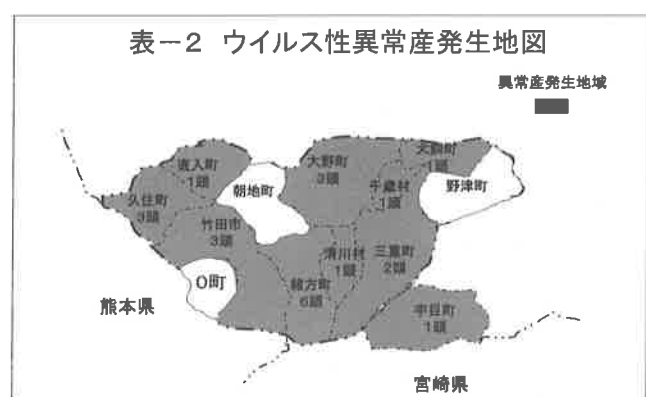 表-2 ウイルス性異常産発生地図
異常産発生地域
直入町
1頭
久住町
3頭
朝地町
竹田市
3頭
O町
大野町
3頭
犬飼町
1頭
千歳村
1頭
野津町
清川村
1頭
三重町
2頭
緒方町
6頭
宇目町
1頭
熊本県
宮崎県